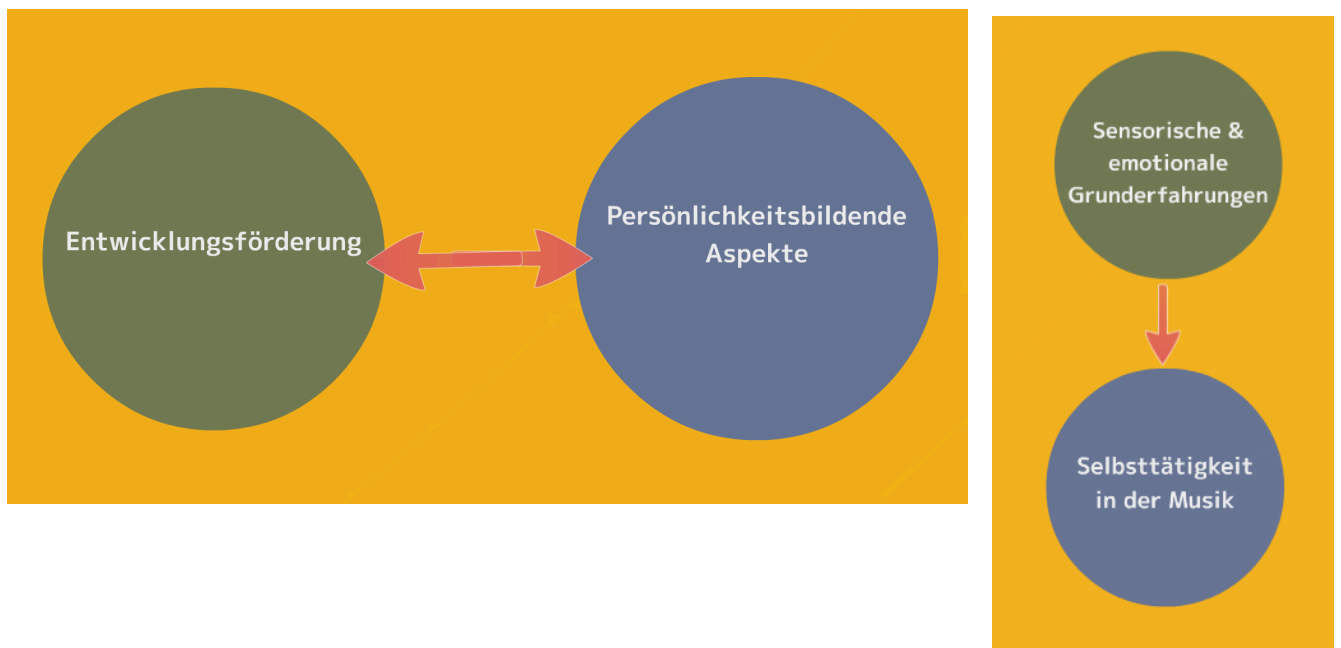 Entwicklungsförderung
Persönlichkeitsbildende
Aspekte
Sensorische &
emotionale
Grunderfahrungen
Selbsttätigkeit
in der Musik